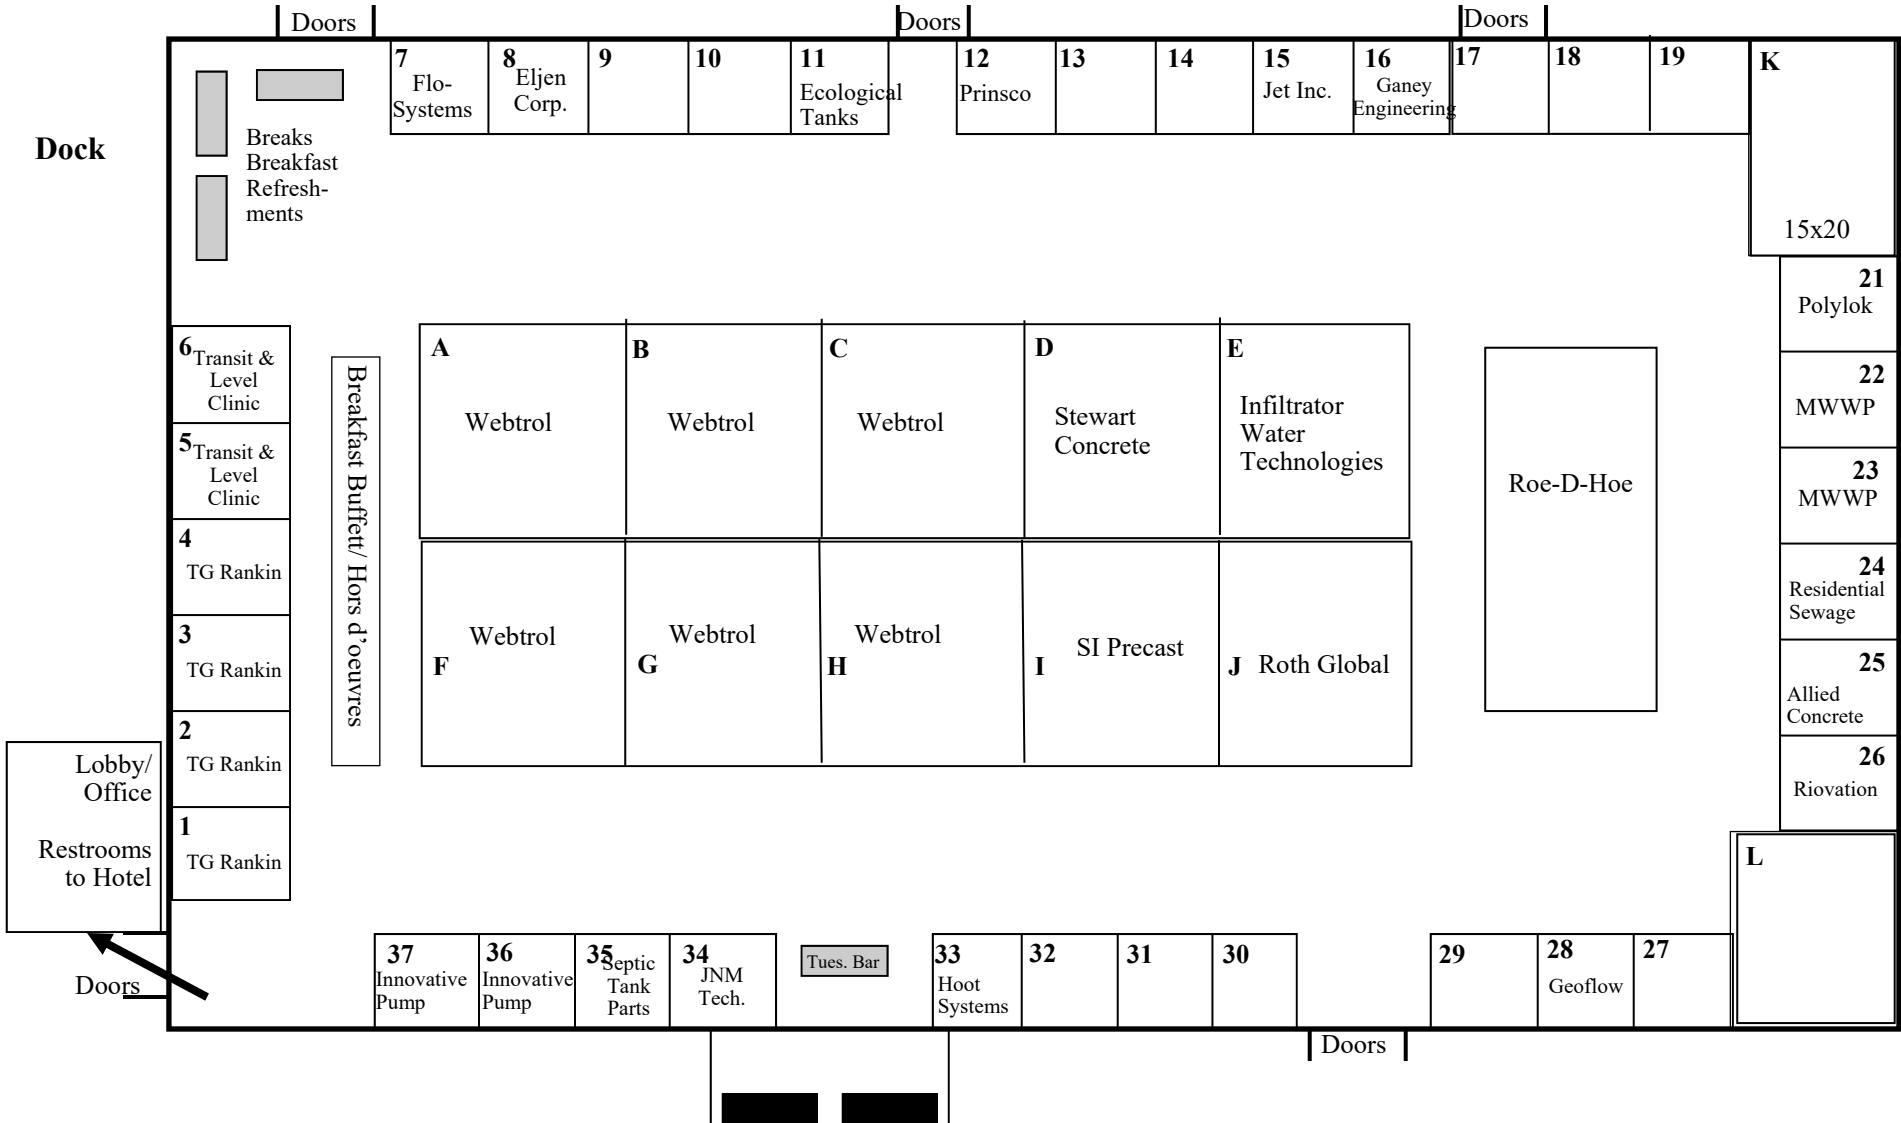 Doors
Doors
Doors
7
Flo-
Systems
8
Eljen
Corp.
9
10
11
Ecological
Tanks
12
Prinsco
13
14
15
Jet Inc.
16
Ganey
Engineering
17
18
19
K
15x20
Dock
Breaks
Breakfast
Refresh-
ments
21
Polylok
22
MWWP
23
MWWP
24
Residential
Sewage
25
Allied
Concrete
26
Riovation
6
Transit &
Level
Clinic
5
Transit &
Level
Clinic
4
TG Rankin
3
TG Rankin
2
TG Rankin
1
TG Rankin
Breakfast Buffett/ Hors d’oeuvres
A
Webtrol
B
Webtrol
C
Webtrol
D
Stewart
Concrete
E
Infiltrator
Water
Technologies
F
Webtrol
G
Webtrol
H
Webtrol
I
SI Precast
J
Roth Global
Roe-D-Hoe
Lobby/
Office
Restrooms
to Hotel
Doors
37
Innovative
Pump
36
Innovative
Pump
35
Septic
Tank
Parts
34
JNM
Tech.
Tues. Bar
33
Hoot
Systems
32
31
30
29
28
Geoflow
27
L
Doors